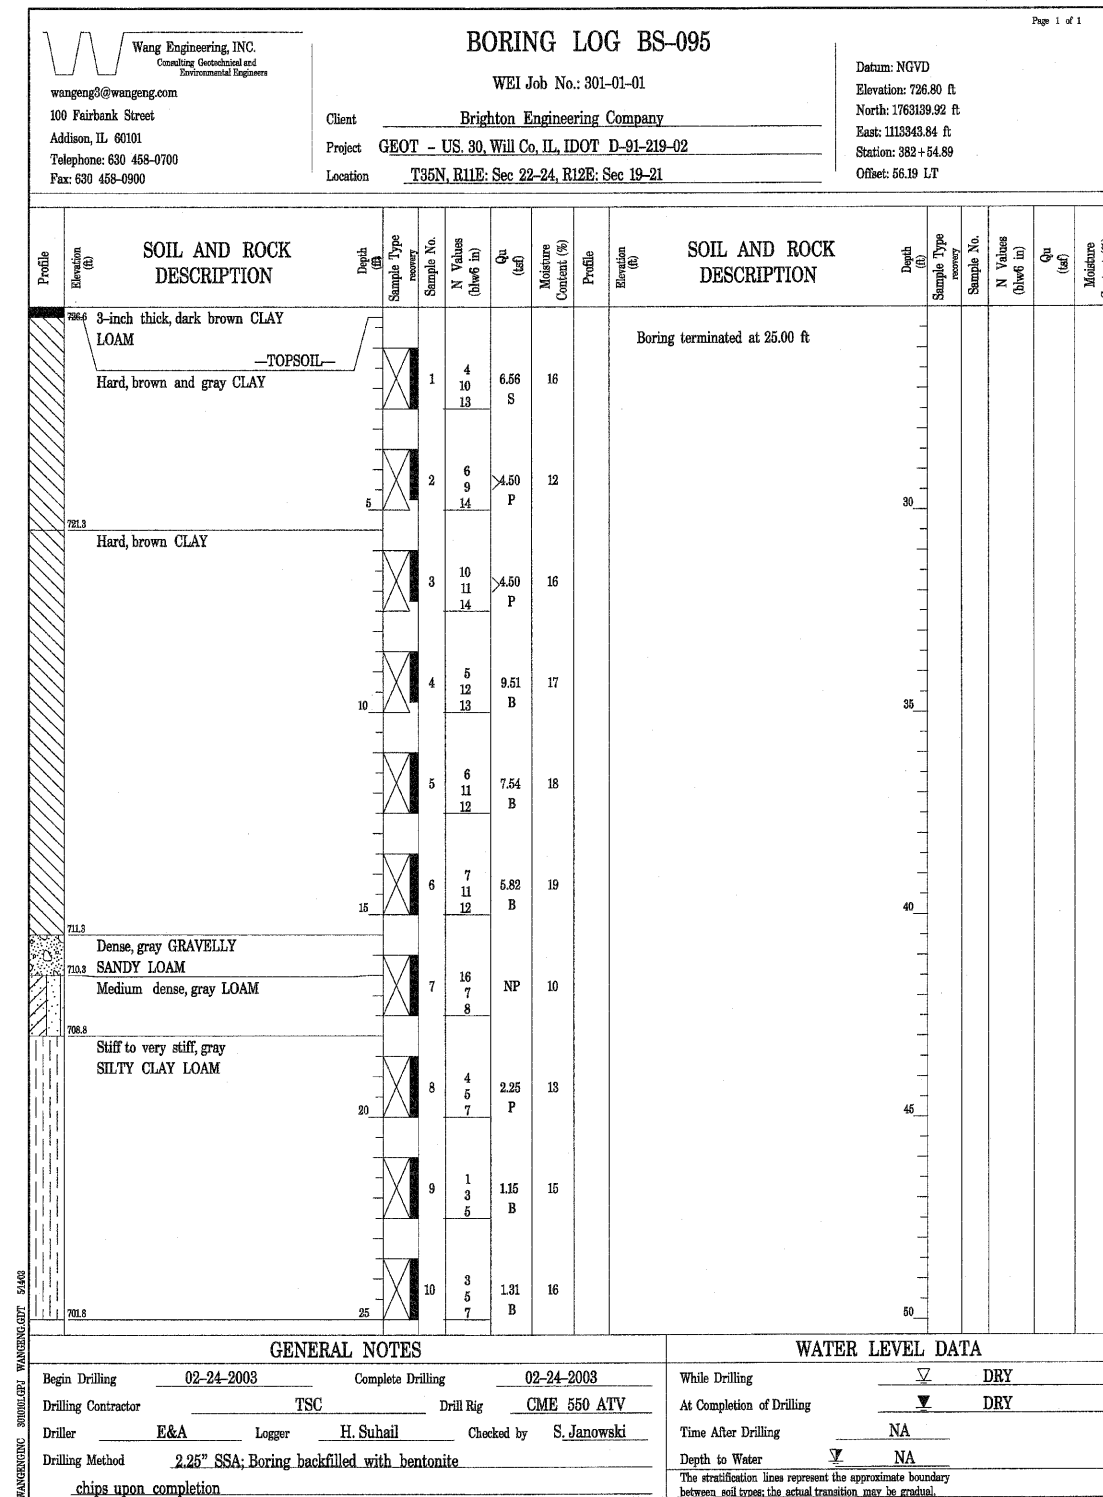 Page 1 of 1
Wang Engineering, INC.
Consulting Geotechnical and
Environmental Engineers
wangeng3@wangeng.com
100 Fairbank Street
Addison, IL 60101
Telephone: 630 458-0700
Fax: 630 458-0900
BORING LOG BS-095
WEI Job No.: 301-01-01
Client Brighton Engineering Company
Project GEOT - US. 30, Will Co, IL, IDOT D-91-219-02
Location T35N, R11E: Sec 22-24, R12E: Sec 19-21
Datum: NGVD
Elevation: 726.80 ft
North: 1763139.92 ft
East: 1113343.84 ft
Station: 382+54.89
Offset: 56.19 LT
Profile
Elevation
(ft)
SOIL AND ROCK
DESCRIPTION
Depth
(ft)
Sample Type
recovery
Sample No.
N Values
(blw/6 in)
Qu
(tsf)
Moisture
Content (%)
Profile
Elevation
(ft)
SOIL AND ROCK
DESCRIPTION
Depth
(ft)
Sample Type
recovery
Sample No.
N Values
(blw/6 in)
Qu
(tsf)
Moisture
726.6 3-inch thick, dark brown CLAY
LOAM
—TOPSOIL—
Hard, brown and gray CLAY
Boring terminated at 25.00 ft
4
1 10 6.56 16
13 S
6
2 9 >4.50 12
5 14 P
30
721.3
Hard, brown CLAY
10
3 11 >4.50 16
14 P
5
4 12 9.51 17
10 13 B
35
6
5 11 7.54 18
12 B
7
6 11 5.82 19
15 12 B
40
711.3
Dense, gray GRAVELLY
710.3 SANDY LOAM
Medium dense, gray LOAM
16
7 7 NP 10
8
708.8
Stiff to very stiff, gray
SILTY CLAY LOAM
4
8 5 2.25 13
20 7 P
45
1
9 3 1.15 15
5 B
3
10 5 1.31 16
701.8 25 7 B
50
GENERAL NOTES
Begin Drilling 02-24-2003 Complete Drilling 02-24-2003
Drilling Contractor TSC Drill Rig CME 550 ATV
Driller E&A Logger H. Suhail Checked by S. Janowski
Drilling Method 2.25" SSA; Boring backfilled with bentonite
chips upon completion
WATER LEVEL DATA
While Drilling DRY
At Completion of Drilling DRY
Time After Drilling NA
Depth to Water NA
The stratification lines represent the approximate boundary
between soil types; the actual transition may be gradual.